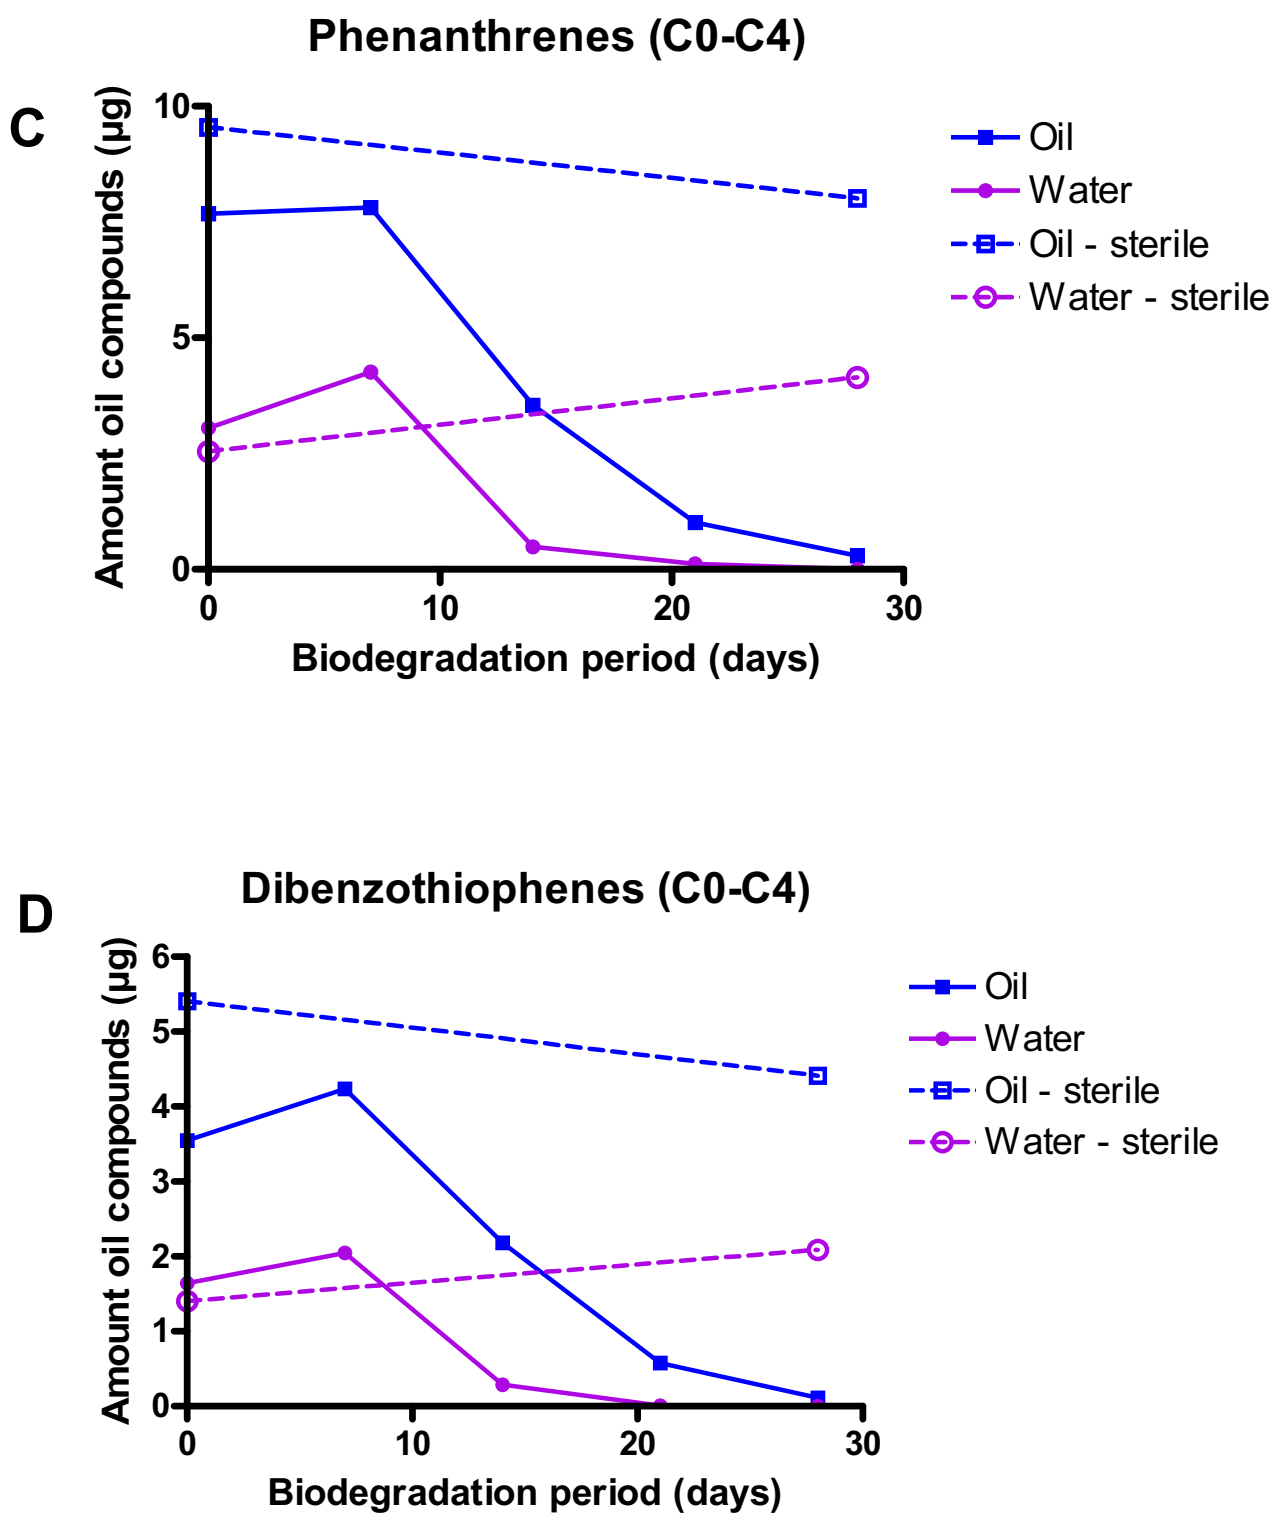 Phenanthrenes (C0-C4)
C
Amount oil compounds (µg)
10
5
0
0 10 20 30
Biodegradation period (days)
Oil
Water
Oil - sterile
Water - sterile
Dibenzothiophenes (C0-C4)
D
Amount oil compounds (µg)
6
5
4
3
2
1
0
0 10 20 30
Biodegradation period (days)
Oil
Water
Oil - sterile
Water - sterile